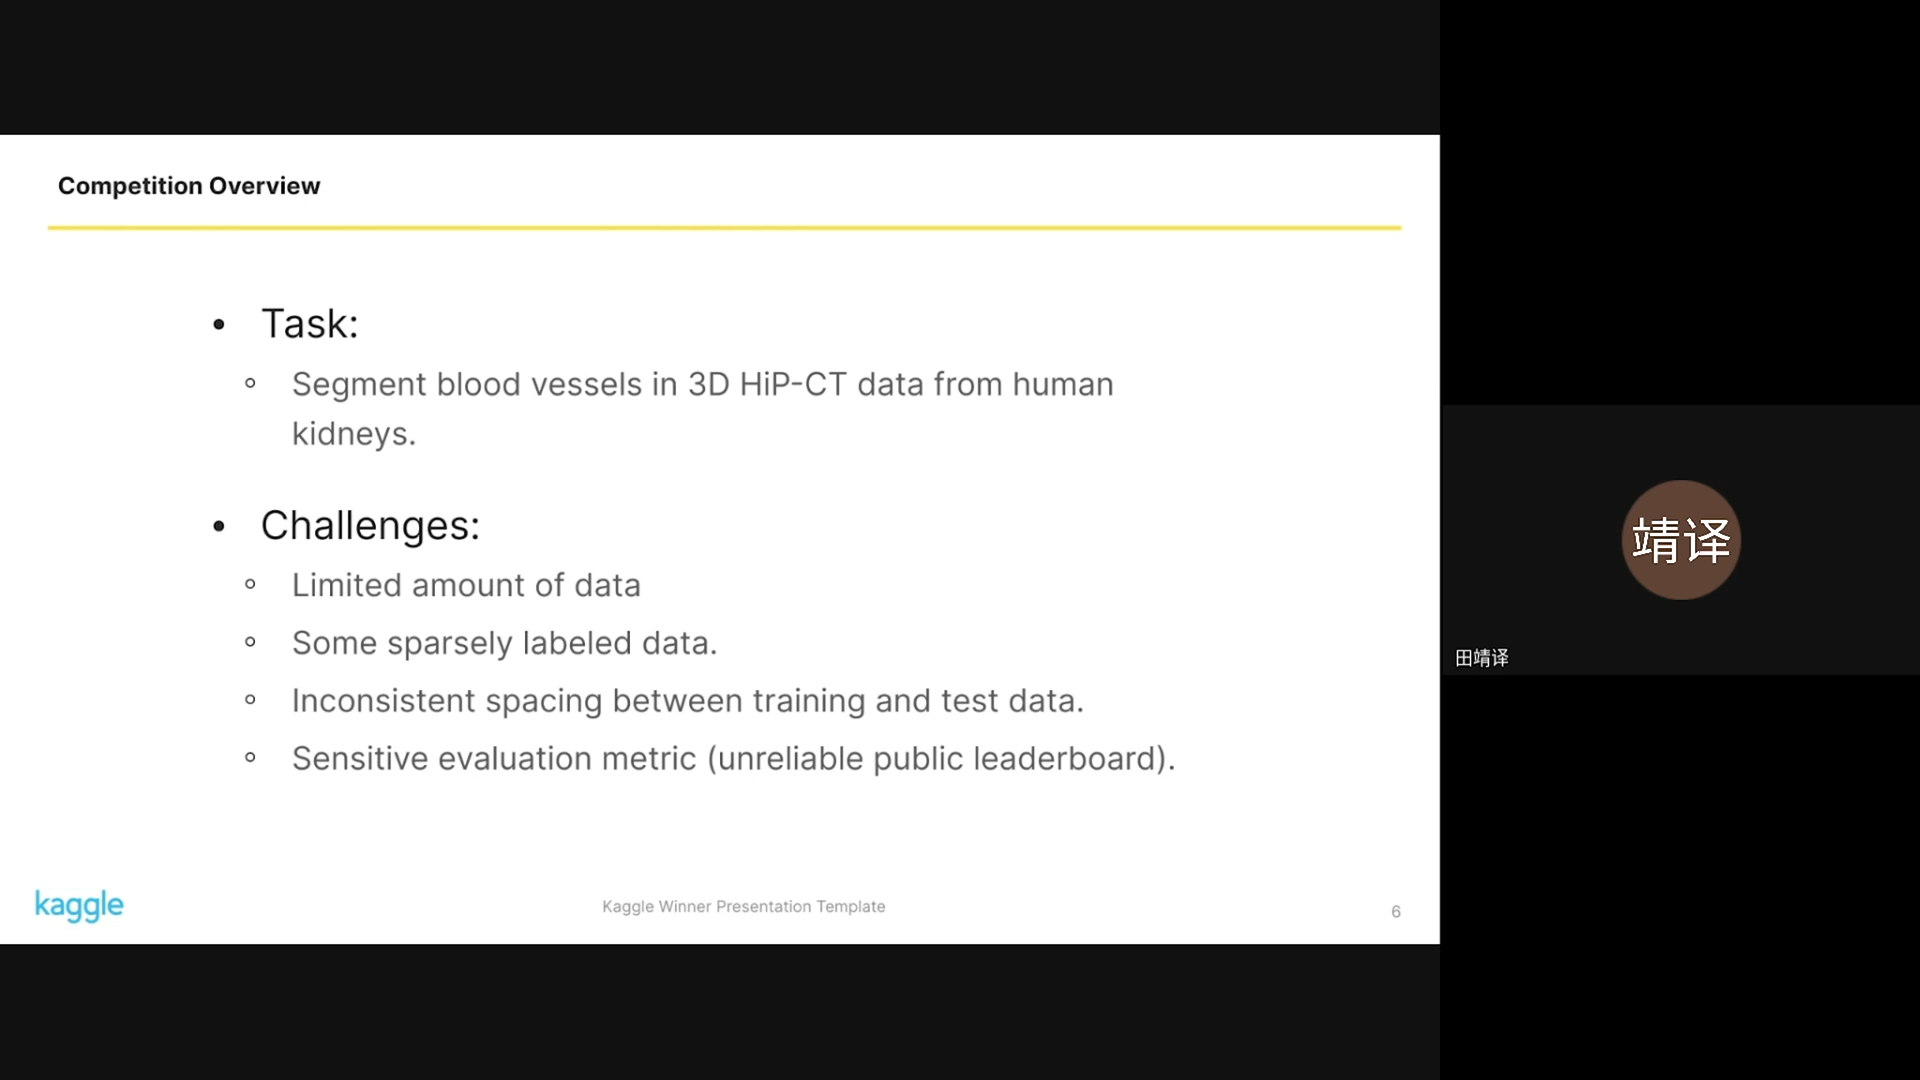 Competition Overview
• Task:
◦ Segment blood vessels in 3D HiP-CT data from human
kidneys.
• Challenges:
◦ Limited amount of data
◦ Some sparsely labeled data.
◦ Inconsistent spacing between training and test data.
◦ Sensitive evaluation metric (unreliable public leaderboard).
kaggle
Kaggle Winner Presentation Template
6
靖译
田靖译